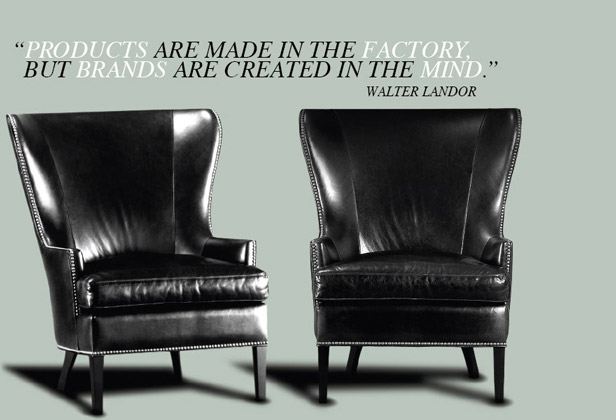 “PRODUCTS ARE MADE IN THE FACTORY,
BUT BRANDS ARE CREATED IN THE MIND.”
WALTER LANDOR